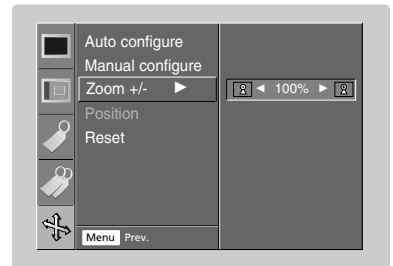 Auto configure
Manual configure
Zoom +/- ▶
◀ 100% ▶
Position
Reset
Menu Prev.